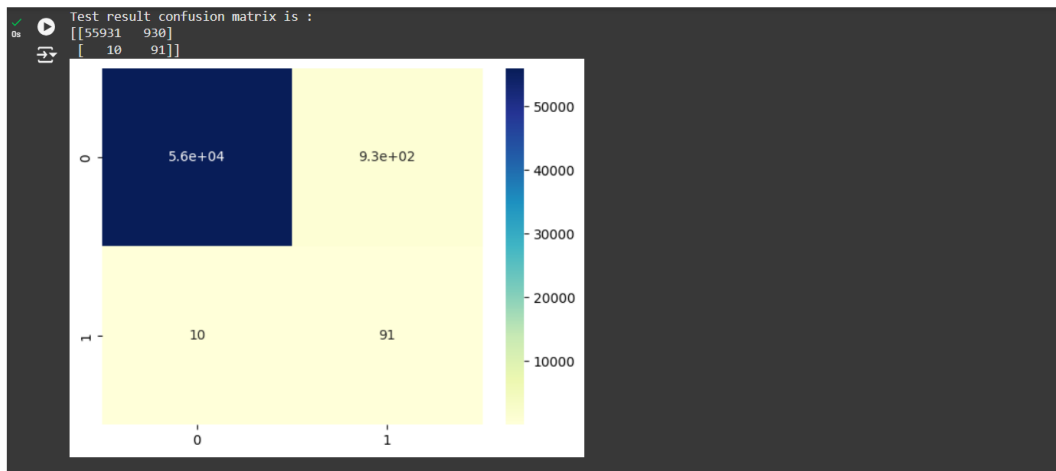 Test result confusion matrix is :
[[55931   930]
 [   10    91]]
0s
50000
0
5.6e+04
9.3e+02
40000
30000
20000
1
10
91
10000
0
1